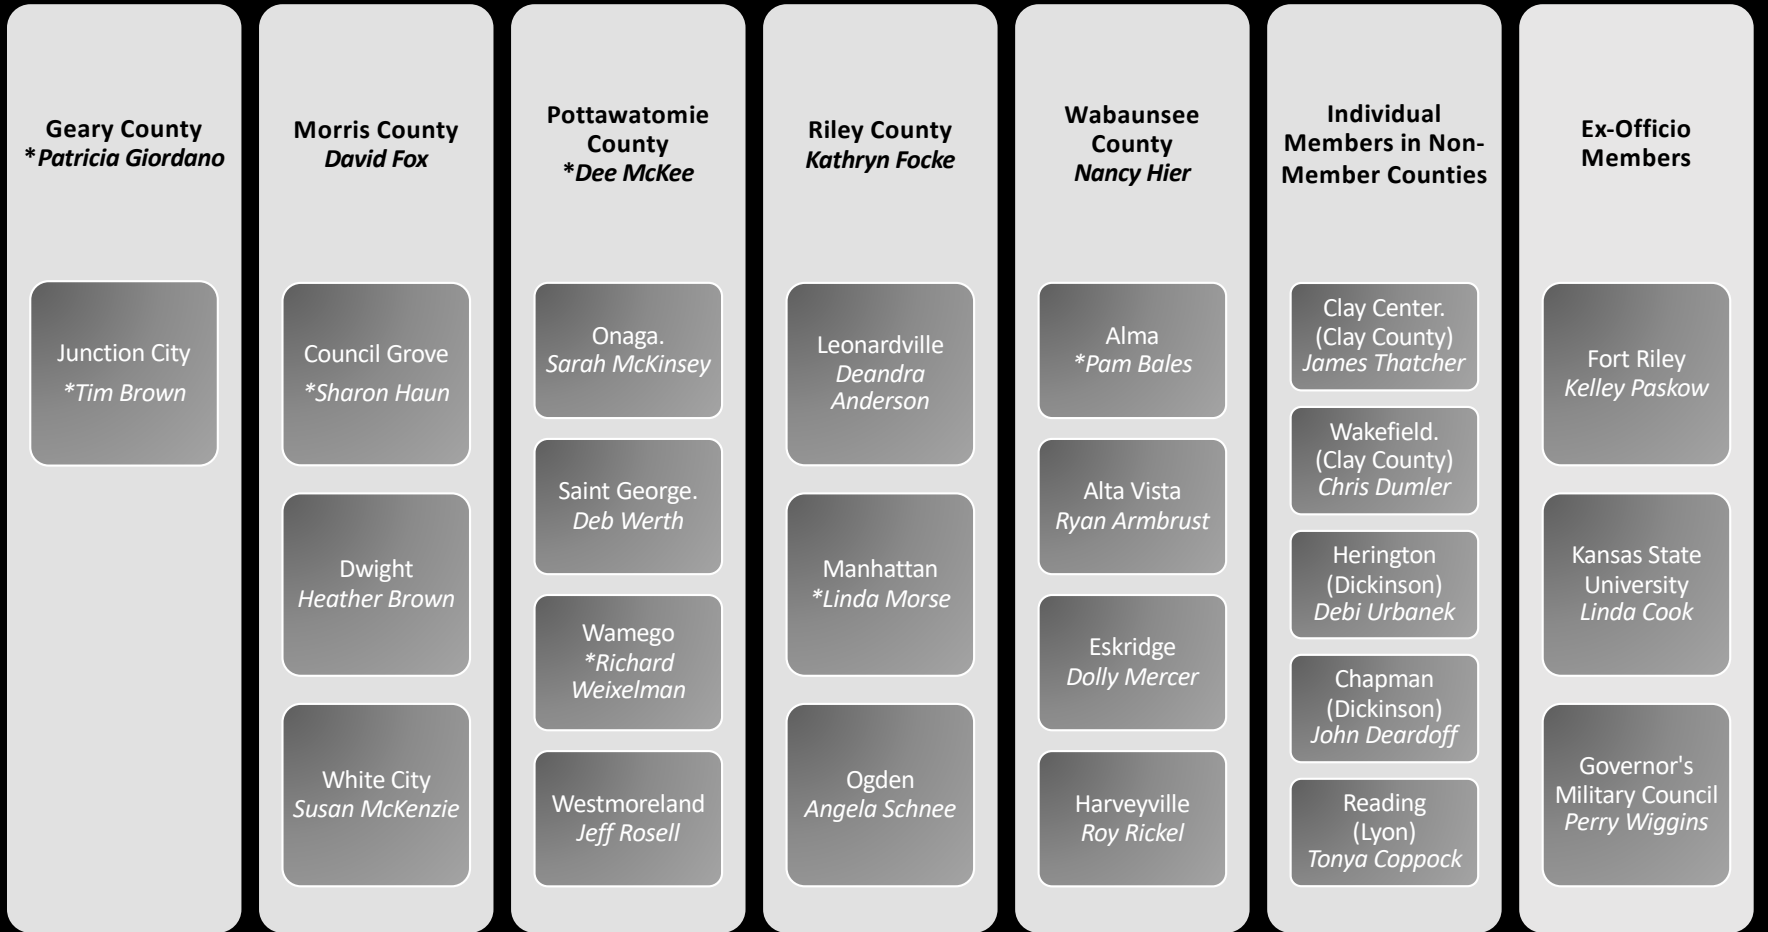 Geary County
*Patricia Giordano
Junction City
*Tim Brown
Morris County
David Fox
Council Grove
*Sharon Haun
Dwight
Heather Brown
White City
Susan McKenzie
Pottawatomie
County
*Dee McKee
Onaga.
Sarah McKinsey
Saint George.
Deb Werth
Wamego
*Richard
Weixelman
Westmoreland
Jeff Rosell
Riley County
Kathryn Focke
Leonardville
Deandra
Anderson
Manhattan
*Linda Morse
Ogden
Angela Schnee
Wabaunsee
County
Nancy Hier
Alma
*Pam Bales
Alta Vista
Ryan Armbrust
Eskridge
Dolly Mercer
Harveyville
Roy Rickel
Individual
Members in Non-
Member Counties
Clay Center.
(Clay County)
James Thatcher
Wakefield.
(Clay County)
Chris Dumler
Herington
(Dickinson)
Debi Urbanek
Chapman
(Dickinson)
John Deardoff
Reading
(Lyon)
Tonya Coppock
Ex-Officio
Members
Fort Riley
Kelley Paskow
Kansas State
University
Linda Cook
Governor's
Military Council
Perry Wiggins